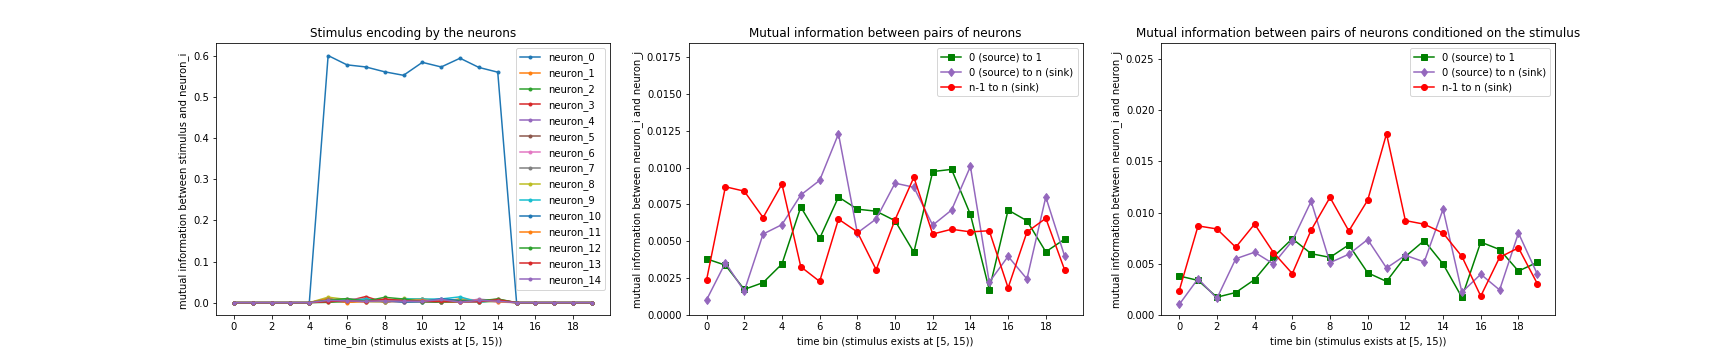 Stimulus encoding by the neurons
mutual information between stimulus and neuron_i
0.6
0.5
0.4
0.3
0.2
0.1
0.0
0 2 4 6 8 10 12 14 16 18
time_bin (stimulus exists at [5, 15))
neuron_0
neuron_1
neuron_2
neuron_3
neuron_4
neuron_5
neuron_6
neuron_7
neuron_8
neuron_9
neuron_10
neuron_11
neuron_12
neuron_13
neuron_14
Mutual information between pairs of neurons
mutual information between neuron_i and neuron_j
0.0175
0.0150
0.0125
0.0100
0.0075
0.0050
0.0025
0.0000
0 2 4 6 8 10 12 14 16 18
time bin (stimulus exists at [5, 15))
0 (source) to 1
0 (source) to n (sink)
n-1 to n (sink)
Mutual information between pairs of neurons conditioned on the stimulus
mutual information between neuron_i and neuron_j
0.025
0.020
0.015
0.010
0.005
0.000
0 2 4 6 8 10 12 14 16 18
time bin (stimulus exists at [5, 15))
0 (source) to 1
0 (source) to n (sink)
n-1 to n (sink)